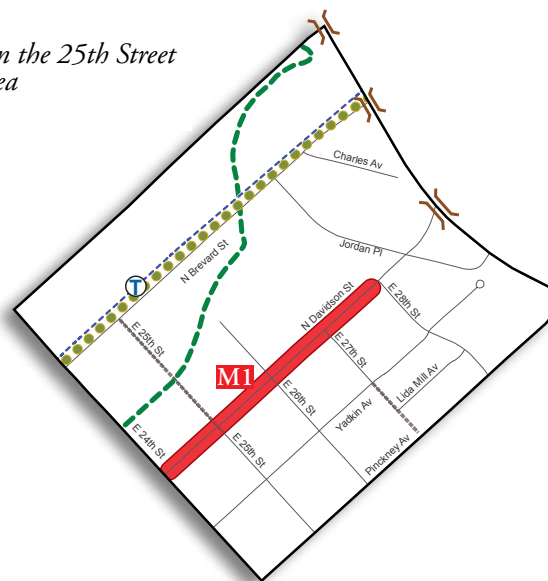 n the 25th Street
ea
Charles Av
Jordan Pl
N Brevard St
T
N Davidson St
E 28th St
E 25th St
E 27th St
M1
E 26th St
Lida Mill Av
Yadkin Av
E 24th St
E 25th St
Pinckney Av